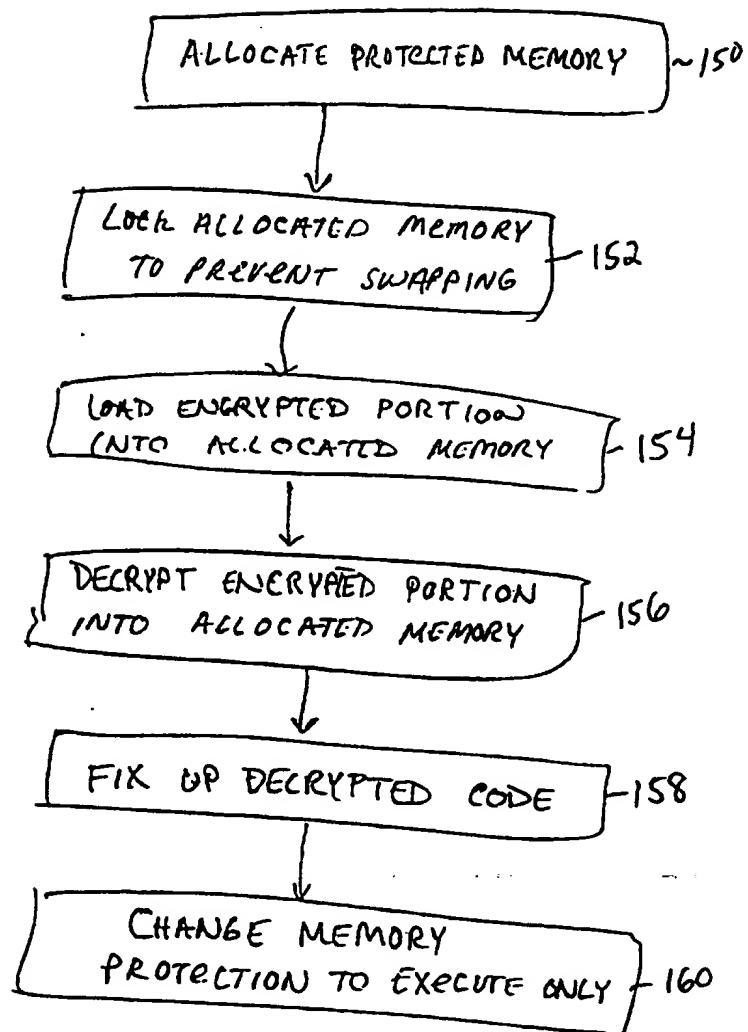 ALLOCATE PROTECTED MEMORY ~150
LOCK ALLOCATED MEMORY
TO PREVENT SWAPPING
152
LOAD ENCRYPTED PORTION
INTO ALLOCATED MEMORY
154
DECRYPT ENCRYPTED PORTION
INTO ALLOCATED MEMORY
156
FIX UP DECRYPTED CODE
158
CHANGE MEMORY
PROTECTION TO EXECUTE ONLY
160